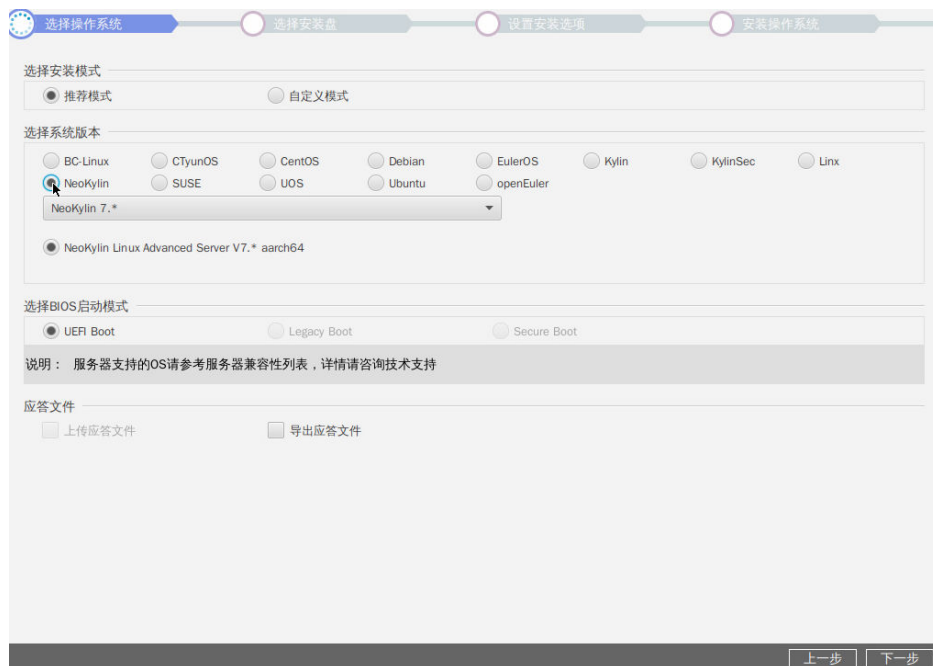 选择操作系统 选择安装盘 设置安装选项 安装操作系统
选择安装模式
推荐模式 自定义模式
选择系统版本
BC-Linux CTyunOS CentOS Debian EulerOS Kylin KylinSec Linx
NeoKylin SUSE UOS Ubuntu openEuler
NeoKylin 7.*
NeoKylin Linux Advanced Server V7.* aarch64
选择BIOS启动模式
UEFI Boot Legacy Boot Secure Boot
说明： 服务器支持的OS请参考服务器兼容性列表，详情请咨询技术支持
应答文件
上传应答文件 导出应答文件
上一步 下一步